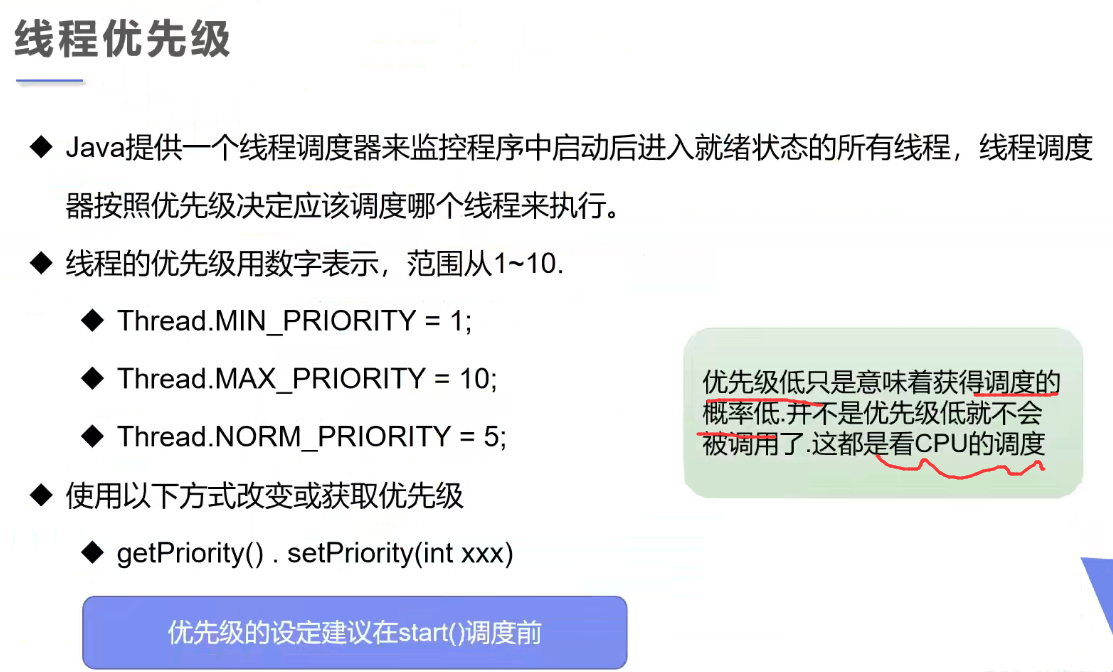 线程优先级
Java提供一个线程调度器来监控程序中启动后进入就绪状态的所有线程，线程调度
器按照优先级决定应该调度哪个线程来执行。
线程的优先级用数字表示，范围从1~10.
Thread.MIN_PRIORITY = 1;
Thread.MAX_PRIORITY = 10;
Thread.NORM_PRIORITY = 5;
使用以下方式改变或获取优先级
getPriority() . setPriority(int xxx)
优先级低只是意味着获得调度的
概率低.并不是优先级低就不会
被调用了.这都是看CPU的调度
优先级的设定建议在start()调度前